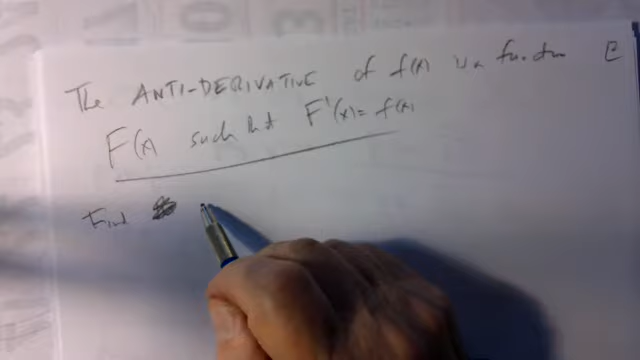 The ANTI-DERIVATIVE of f(x) is a function
F(x) such that F'(x) = f(x)
Find